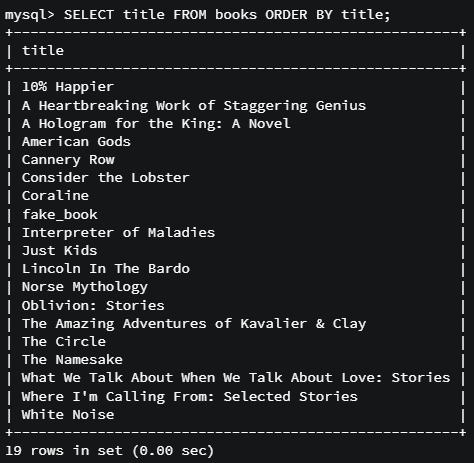 mysql> SELECT title FROM books ORDER BY title;
+-----------------------------------------------------+
| title                                               |
+-----------------------------------------------------+
| 10% Happier                                         |
| A Heartbreaking Work of Staggering Genius           |
| A Hologram for the King: A Novel                    |
| American Gods                                       |
| Cannery Row                                         |
| Consider the Lobster                                |
| Coraline                                            |
| fake_book                                           |
| Interpreter of Maladies                             |
| Just Kids                                           |
| Lincoln In The Bardo                                |
| Norse Mythology                                     |
| Oblivion: Stories                                   |
| The Amazing Adventures of Kavalier & Clay           |
| The Circle                                          |
| The Namesake                                        |
| What We Talk About When We Talk About Love: Stories |
| Where I'm Calling From: Selected Stories            |
| White Noise                                         |
+-----------------------------------------------------+
19 rows in set (0.00 sec)